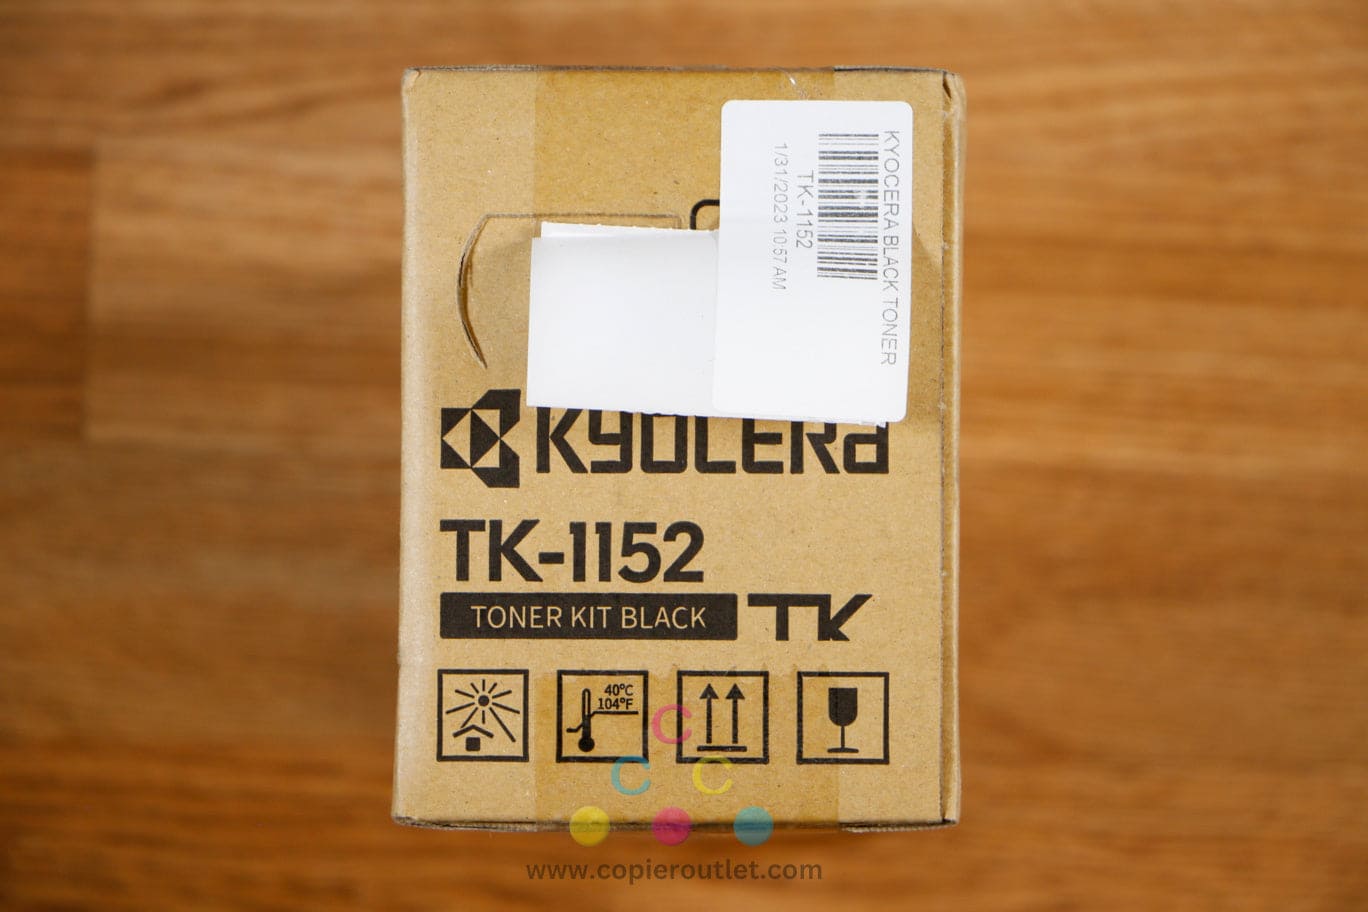 KYOCERA BLACK TONER
TK-1152
1/31/2023 10:57 AM
KYOCERA
TK-1152
TONER KIT BLACK
TK
40°C
104°F
C
C C
www.copieroutlet.com